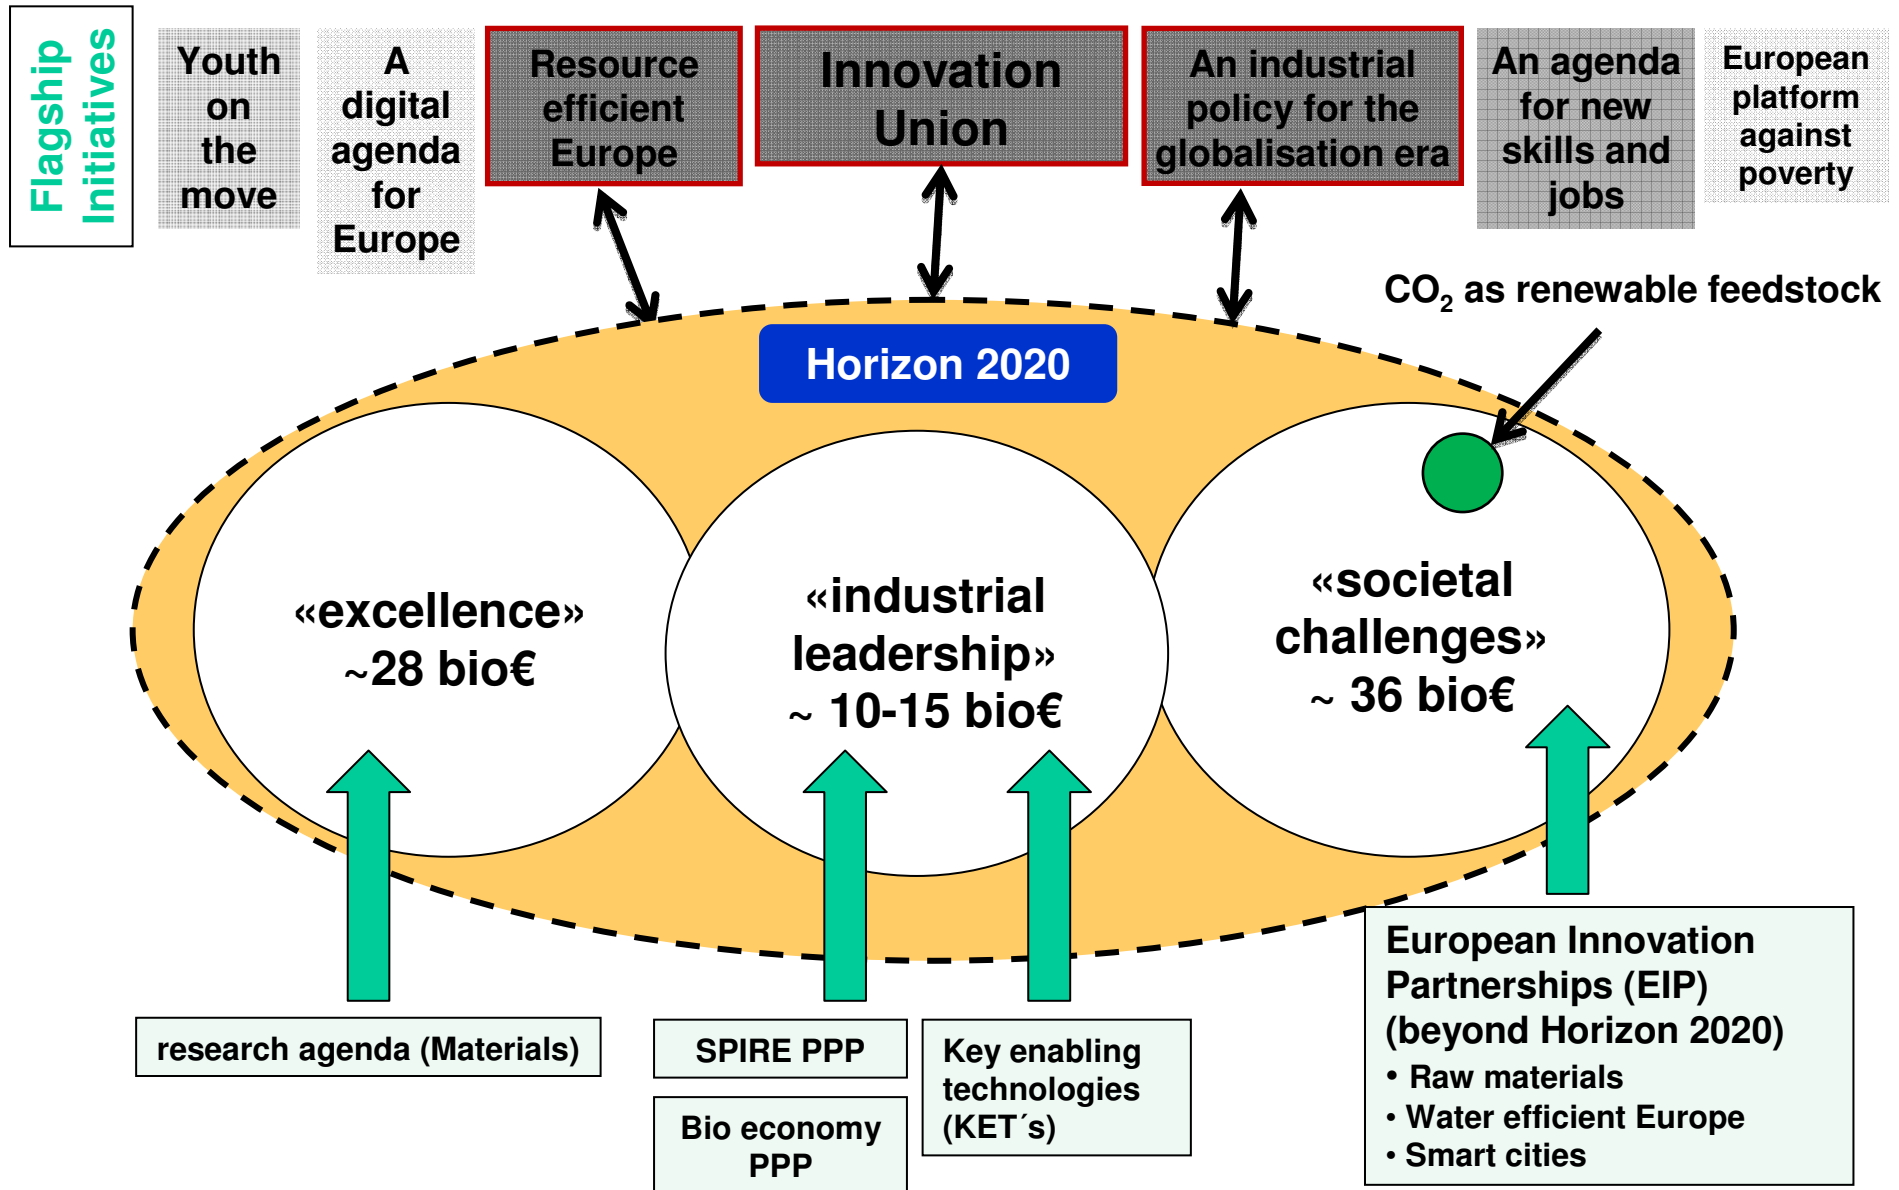 Flagship
Initiatives
Youth
on
the
move
A
digital
agenda
for
Europe
Resource
efficient
Europe
Innovation
Union
An industrial
policy for the
globalisation era
An agenda
for new
skills and
jobs
European
platform
against
poverty
CO₂ as renewable feedstock
Horizon 2020
«excellence»
~28 bio€
«industrial
leadership»
~ 10-15 bio€
«societal
challenges»
~ 36 bio€
research agenda (Materials)
SPIRE PPP
Bio economy
PPP
Key enabling
technologies
(KET´s)
European Innovation
Partnerships (EIP)
(beyond Horizon 2020)
• Raw materials
• Water efficient Europe
• Smart cities